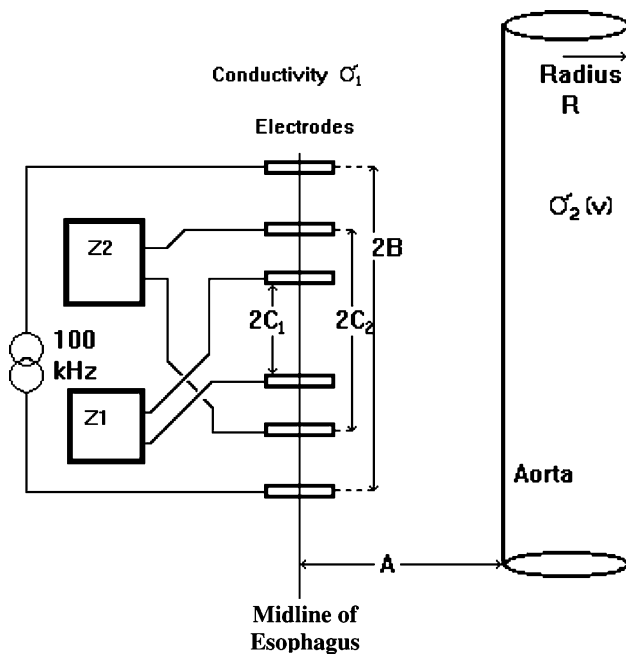 Conductivity σ₁
Electrodes
Radius
R
σ₂(v)
Z2
2B
2C₁
2C₂
100
kHz
Z1
Aorta
A
Midline of
Esophagus